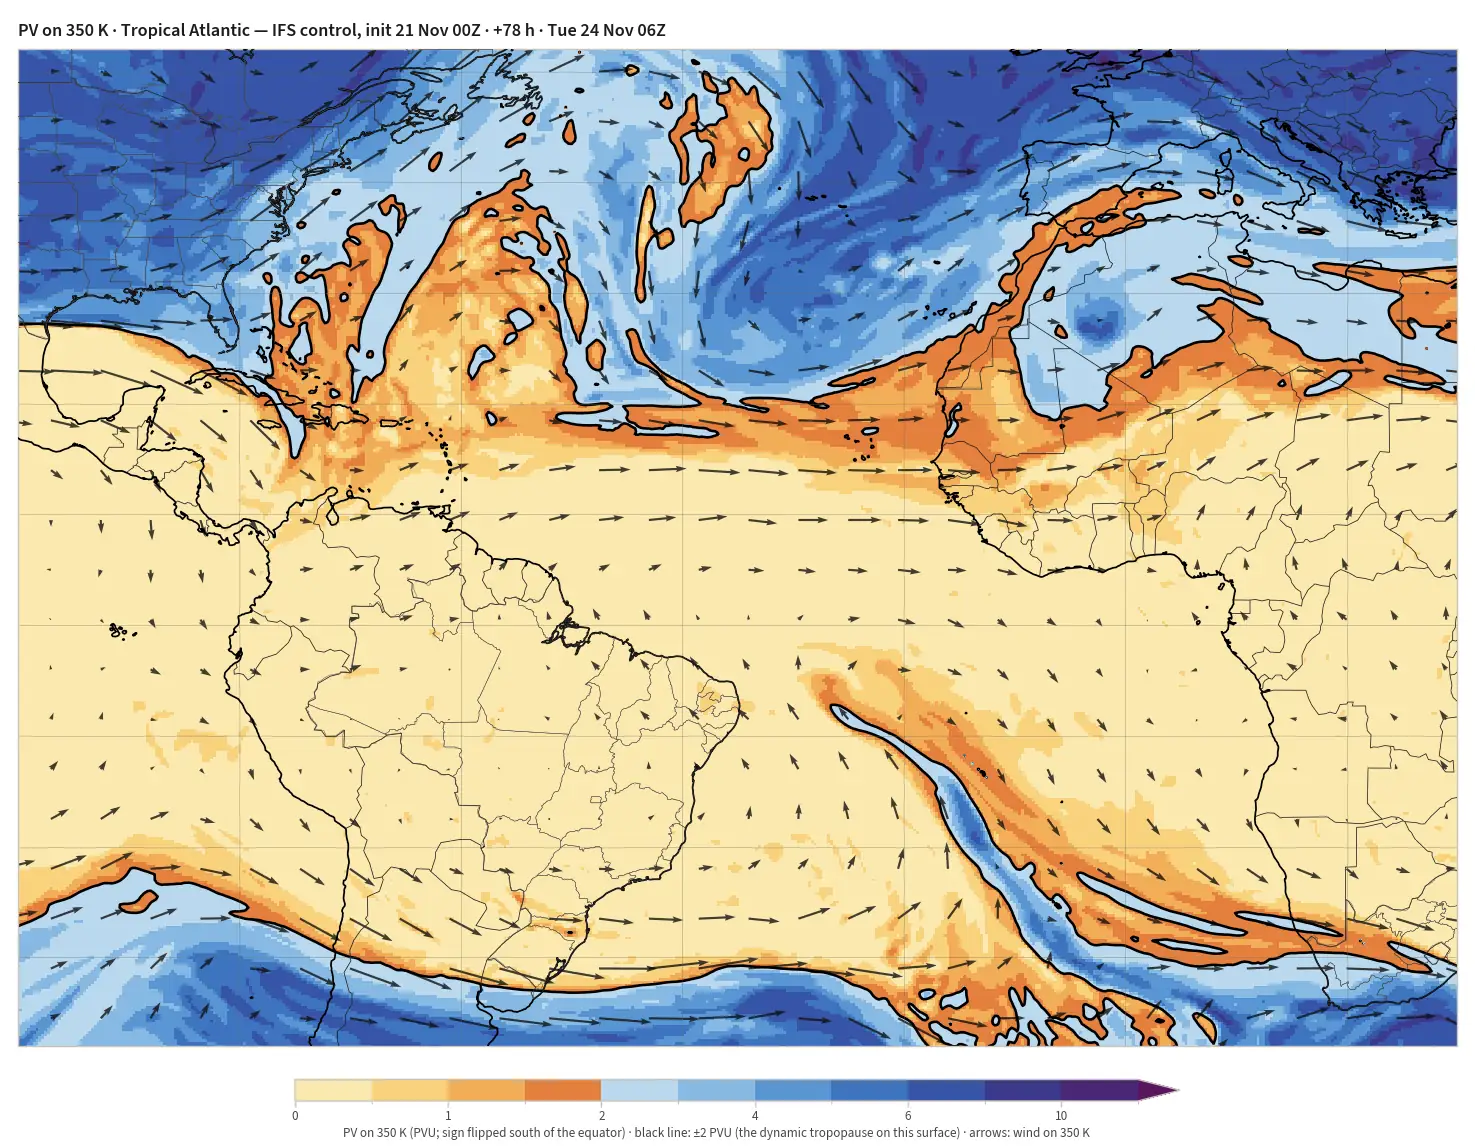 PV on 350 K · Tropical Atlantic — IFS control, init 21 Nov 00Z · +78 h · Tue 24 Nov 06Z
0 1 2 4 6 10
PV on 350 K (PVU; sign flipped south of the equator) · black line: ±2 PVU (the dynamic tropopause on this surface) · arrows: wind on 350 K